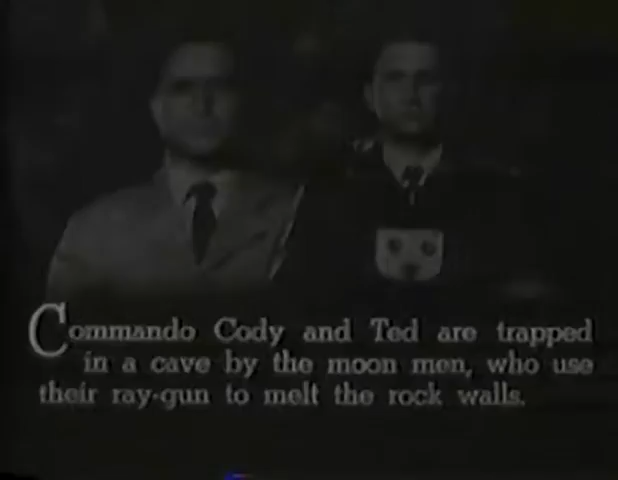 Commando Cody and Ted are trapped
in a cave by the moon men, who use
their ray-gun to melt the rock walls.